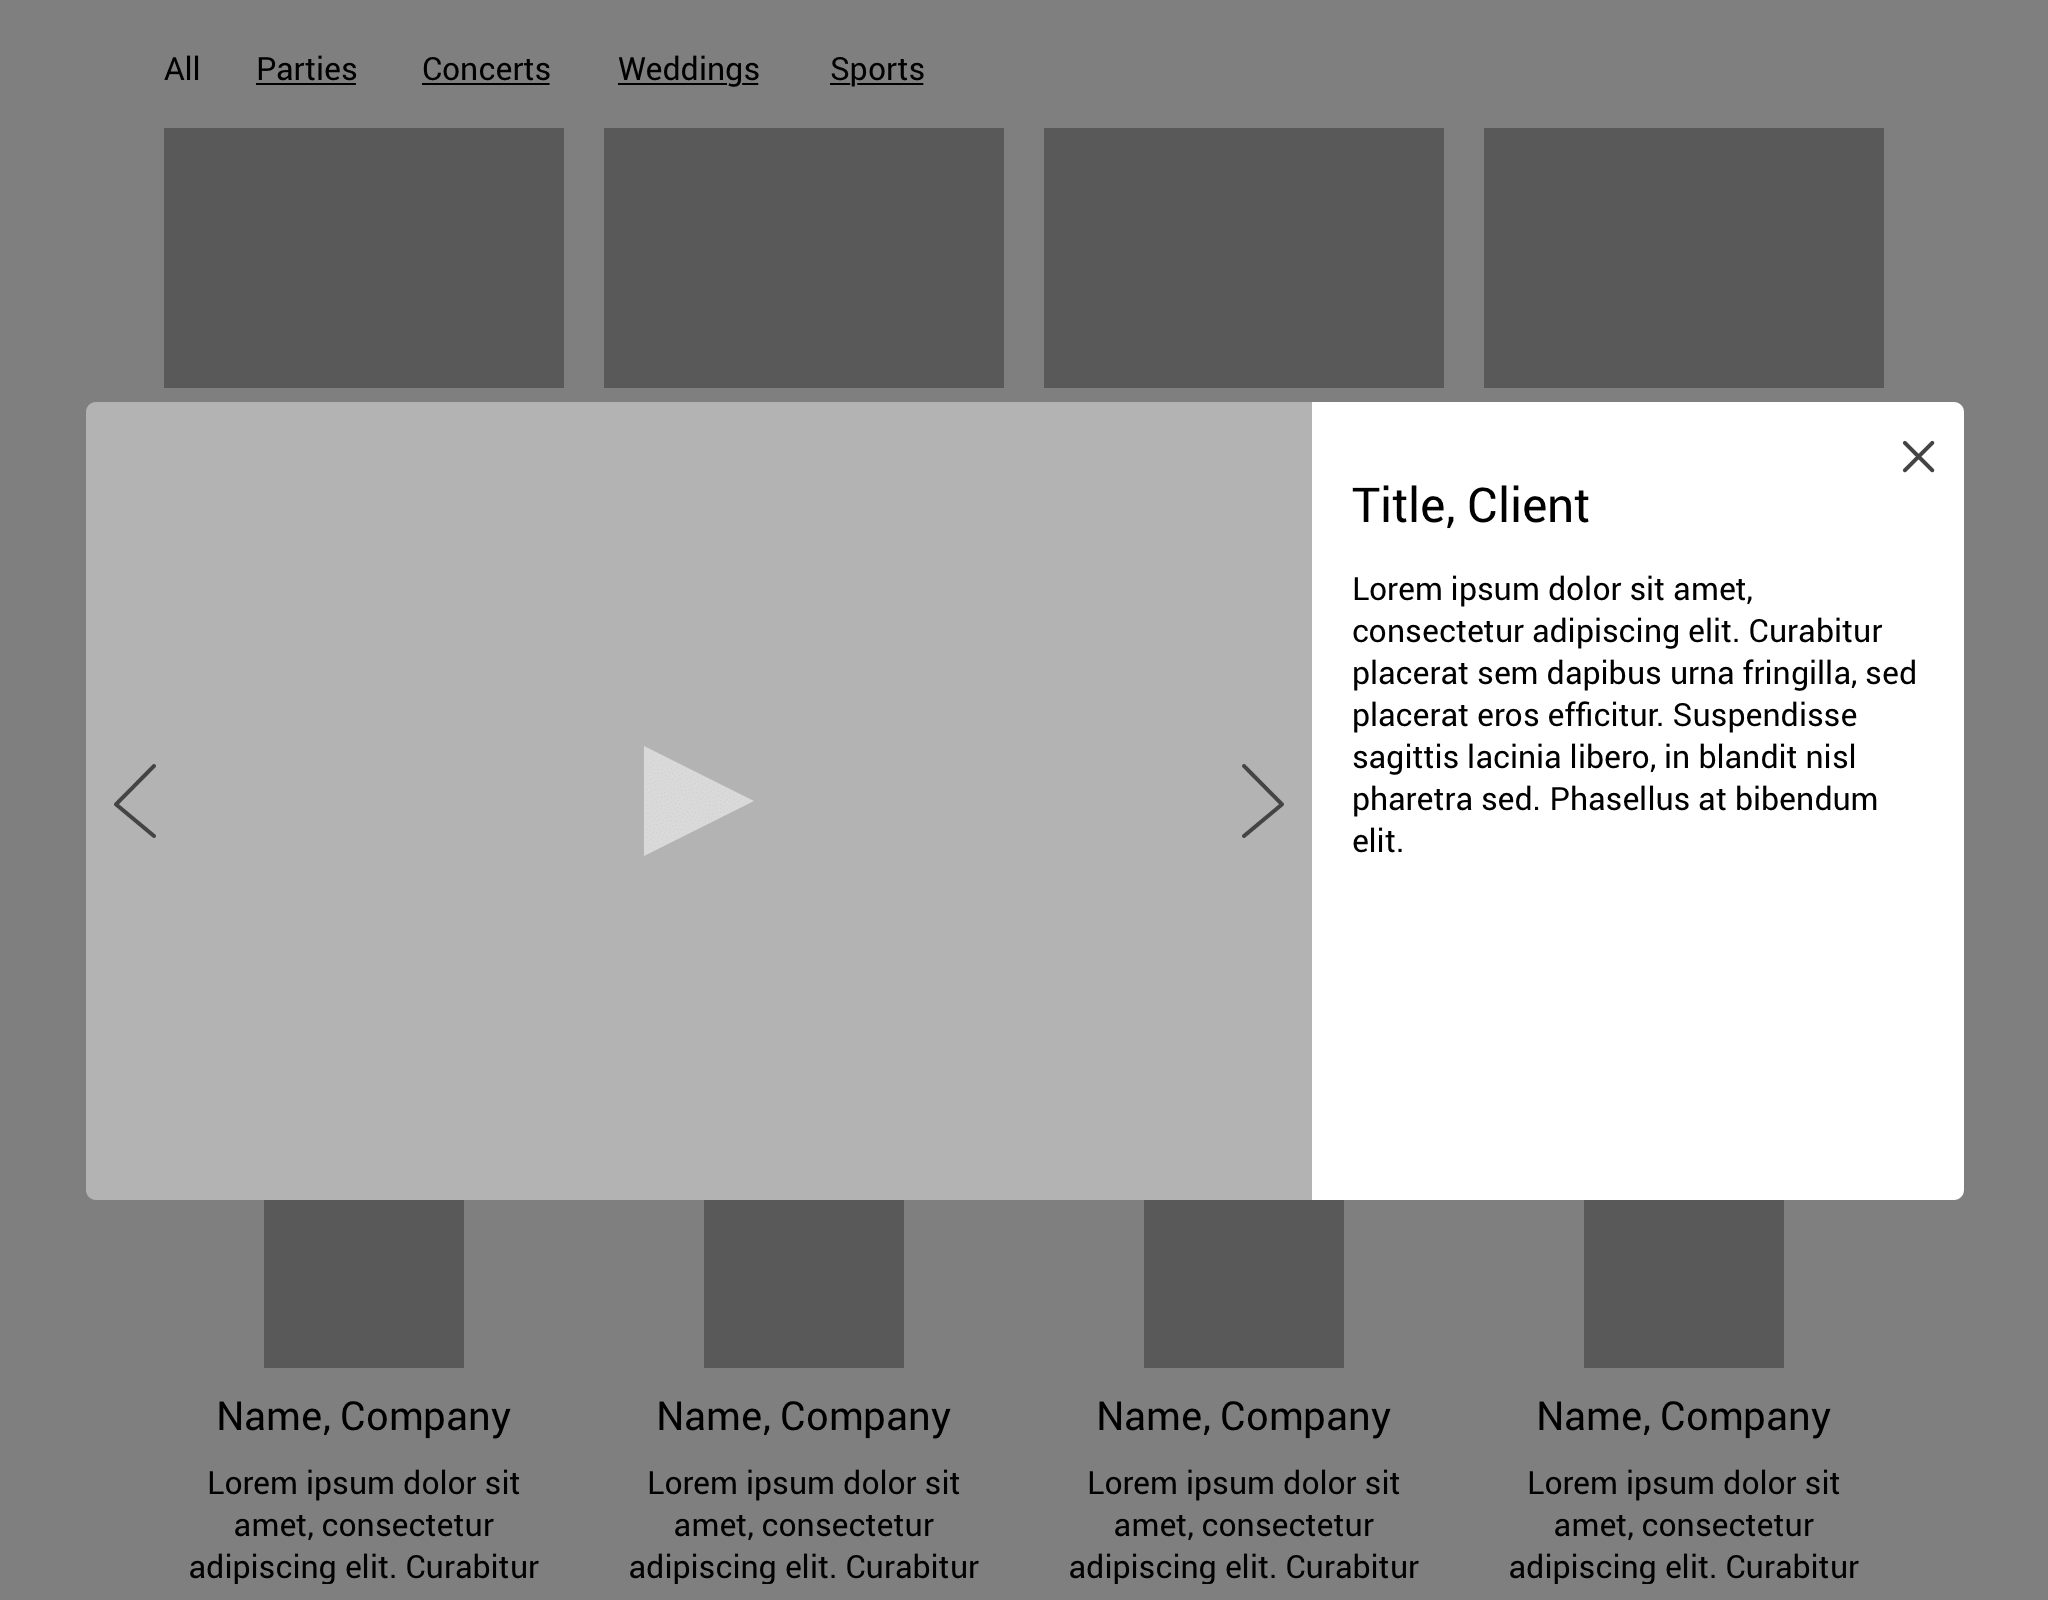 All Parties Concerts Weddings Sports
Title, Client
Lorem ipsum dolor sit amet,
consectetur adipiscing elit. Curabitur
placerat sem dapibus urna fringilla, sed
placerat eros efficitur. Suspendisse
sagittis lacinia libero, in blandit nisl
pharetra sed. Phasellus at bibendum
elit.
Name, Company
Lorem ipsum dolor sit
amet, consectetur
adipiscing elit. Curabitur
Name, Company
Lorem ipsum dolor sit
amet, consectetur
adipiscing elit. Curabitur
Name, Company
Lorem ipsum dolor sit
amet, consectetur
adipiscing elit. Curabitur
Name, Company
Lorem ipsum dolor sit
amet, consectetur
adipiscing elit. Curabitur